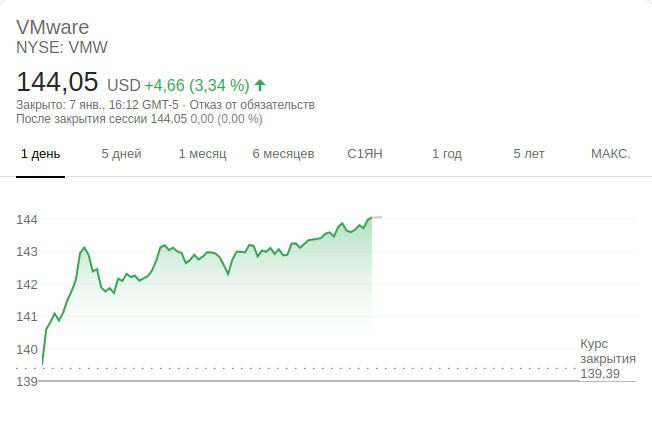 VMware
NYSE: VMW
144,05 USD +4,66 (3,34 %)
Закрыто: 7 янв., 16:12 GMT-5 · Отказ от обязательств
После закрытия сессии 144,05 0,00 (0,00 %)
1 день 5 дней 1 месяц 6 месяцев С1ЯН 1 год 5 лет МАКС.
144
143
142
141
140
139
Курс
закрытия
139,39